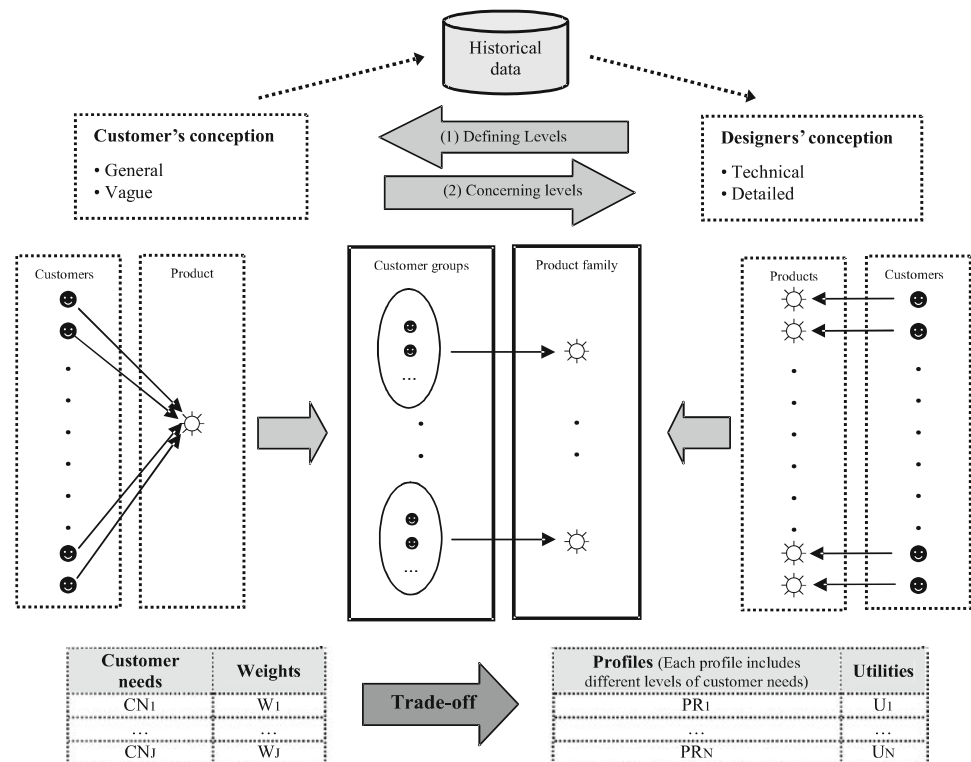 Historical
data
Customer's conception
• General
• Vague
(1) Defining Levels
(2) Concerning levels
Designers' conception
• Technical
• Detailed
Customers
Product
Customer groups
Product family
Products
Customers
...
...
Customer
needs
Weights
CN1
W1
...
...
CNJ
WJ
Trade-off
Profiles (Each profile includes
different levels of customer needs)
Utilities
PR1
U1
...
...
PRN
UN